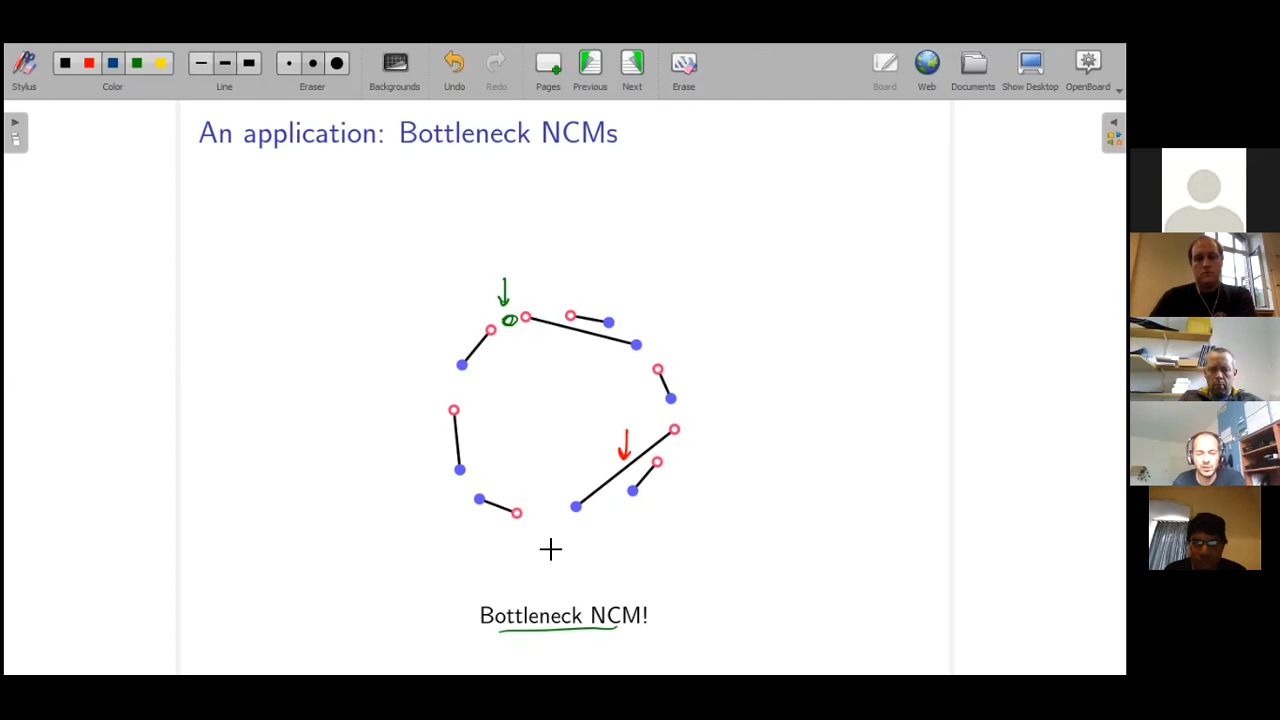 Stylus
Color
Line
Eraser
Backgrounds
Undo
Redo
Pages
Previous
Next
Erase
Board
Web
Documents
Show Desktop
OpenBoard
An application: Bottleneck NCMs
Bottleneck NCM!